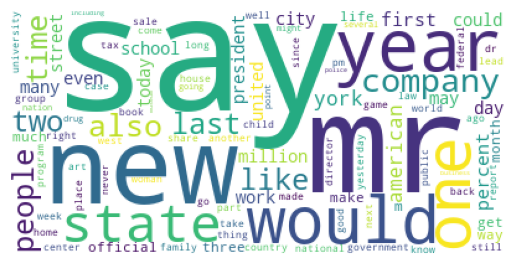 including
university
time
sale
come
well
city
life
first
could
street
tax
school
long
might
since
pm
police
federal
dr
lead
many
even
today
president
house
going
say
year
group
case
united
point
law
world
company
nation
drug
book
york
game
may
day
two
also
last
share
another
child
american
ago
much
right
never
million
director
public
percent
report
month
people
program
art
west
new
mr
one
place
woman
like
go
work
made
make
business
back
home
state
part
good
would
next
get
way
week
take
thing
center
official
family
three
country
national
government
know
several
still